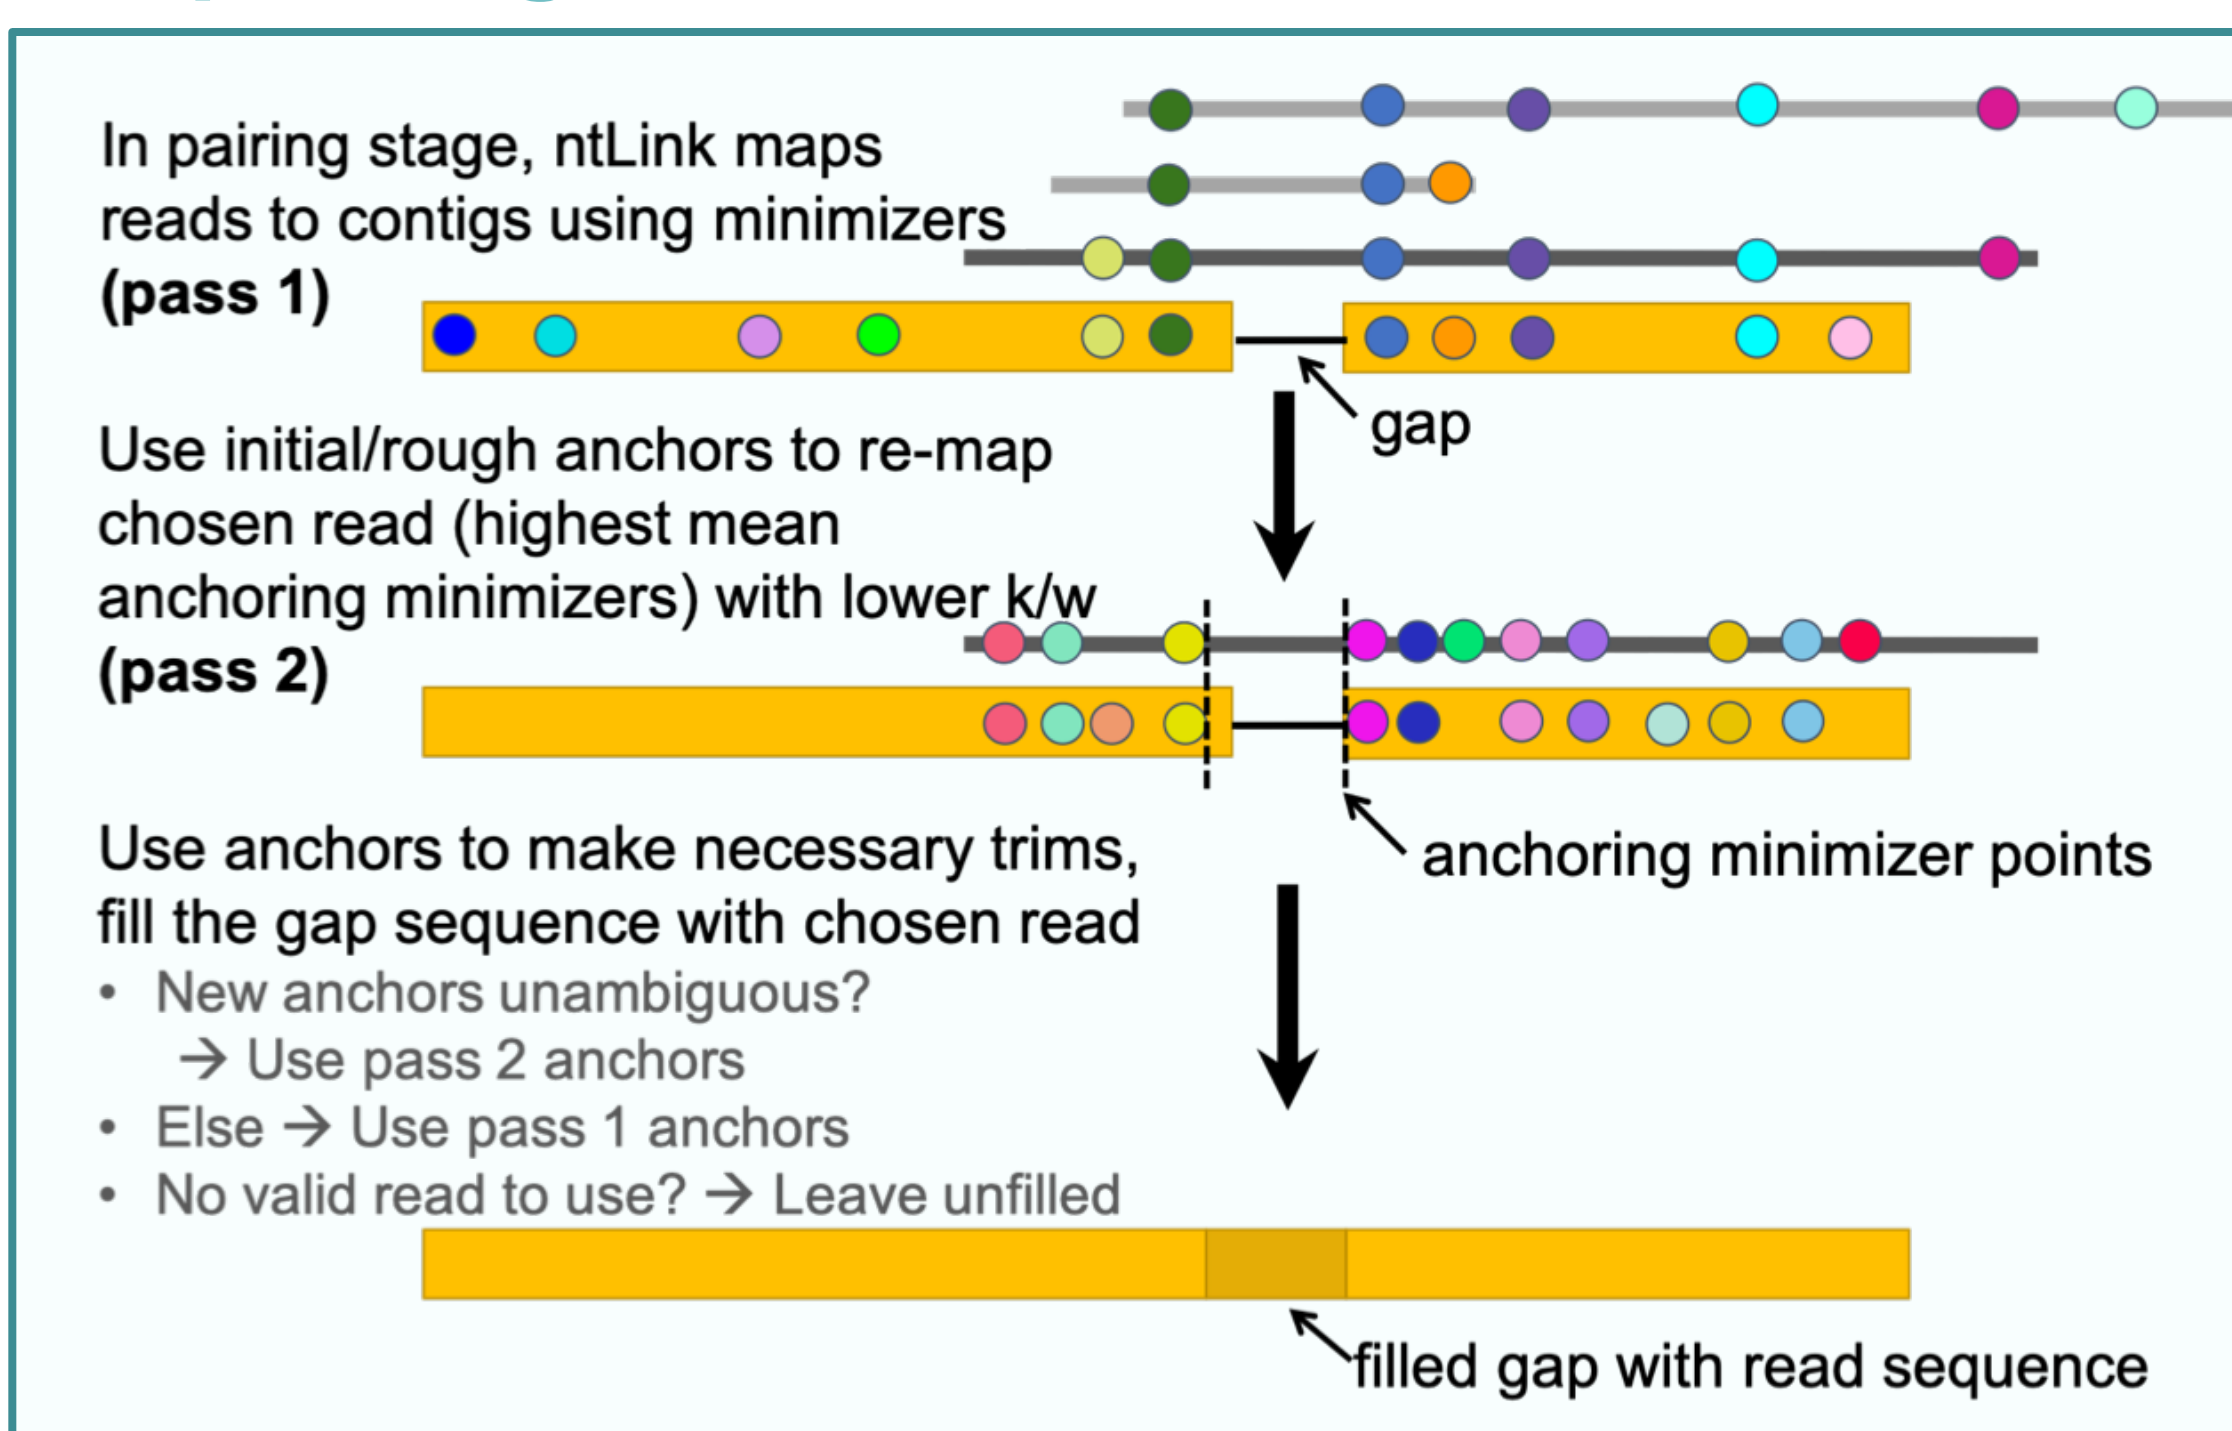 In pairing stage, ntLink maps
reads to contigs using minimizers
(pass 1)
gap
Use initial/rough anchors to re-map
chosen read (highest mean
anchoring minimizers) with lower k/w
(pass 2)
anchoring minimizer points
Use anchors to make necessary trims,
fill the gap sequence with chosen read
• New anchors unambiguous?
→ Use pass 2 anchors
• Else → Use pass 1 anchors
• No valid read to use? → Leave unfilled
filled gap with read sequence